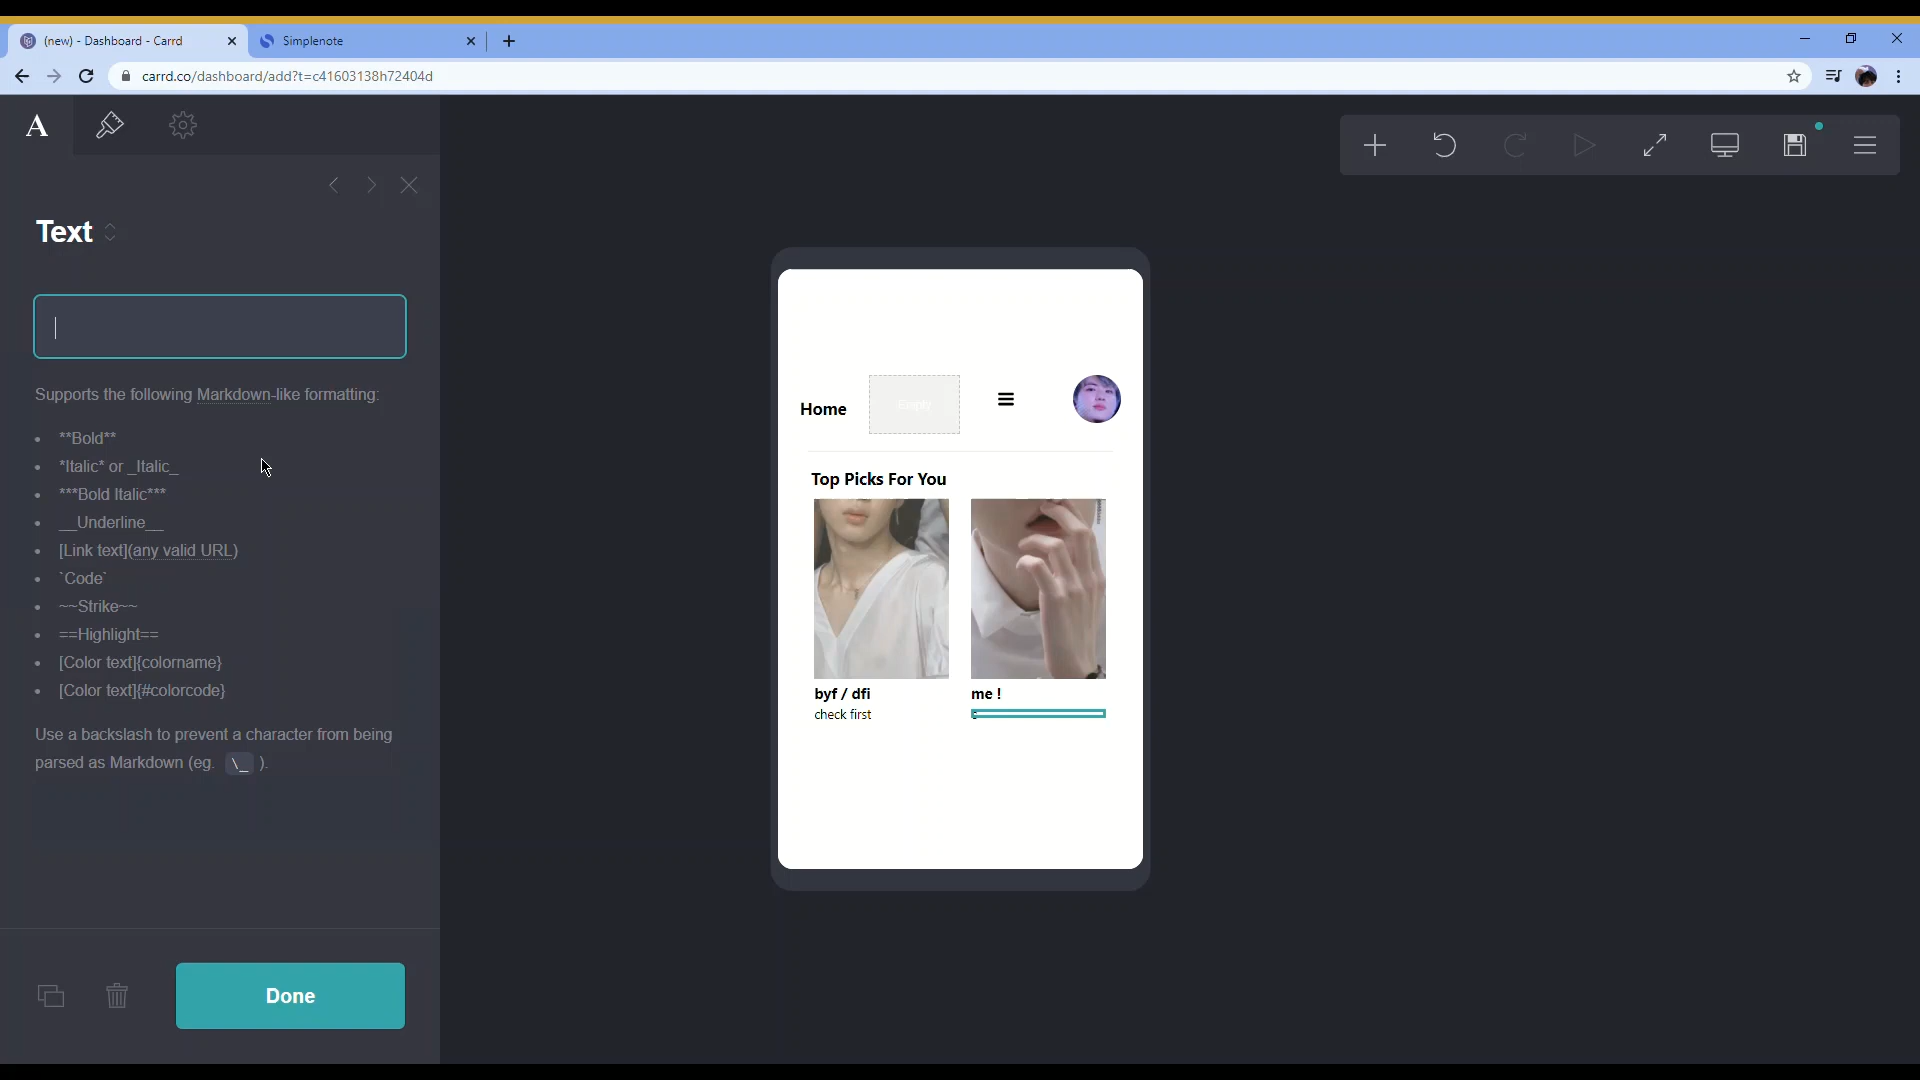 (new) - Dashboard - Carrd
Simplenote
carrd.co/dashboard/add?t=c41603138h72404d
A
Text
Supports the following Markdown-like formatting:
**Bold**
*Italic* or _Italic_
***Bold Italic***
__Underline__
[Link text](any valid URL)
`Code`
~~Strike~~
==Highlight==
[Color text]{colorname}
[Color text]{#colorcode}
Use a backslash to prevent a character from being
parsed as Markdown (eg. \_ ).
Done
Home
Empty
Top Picks For You
byf / dfi
me !
check first